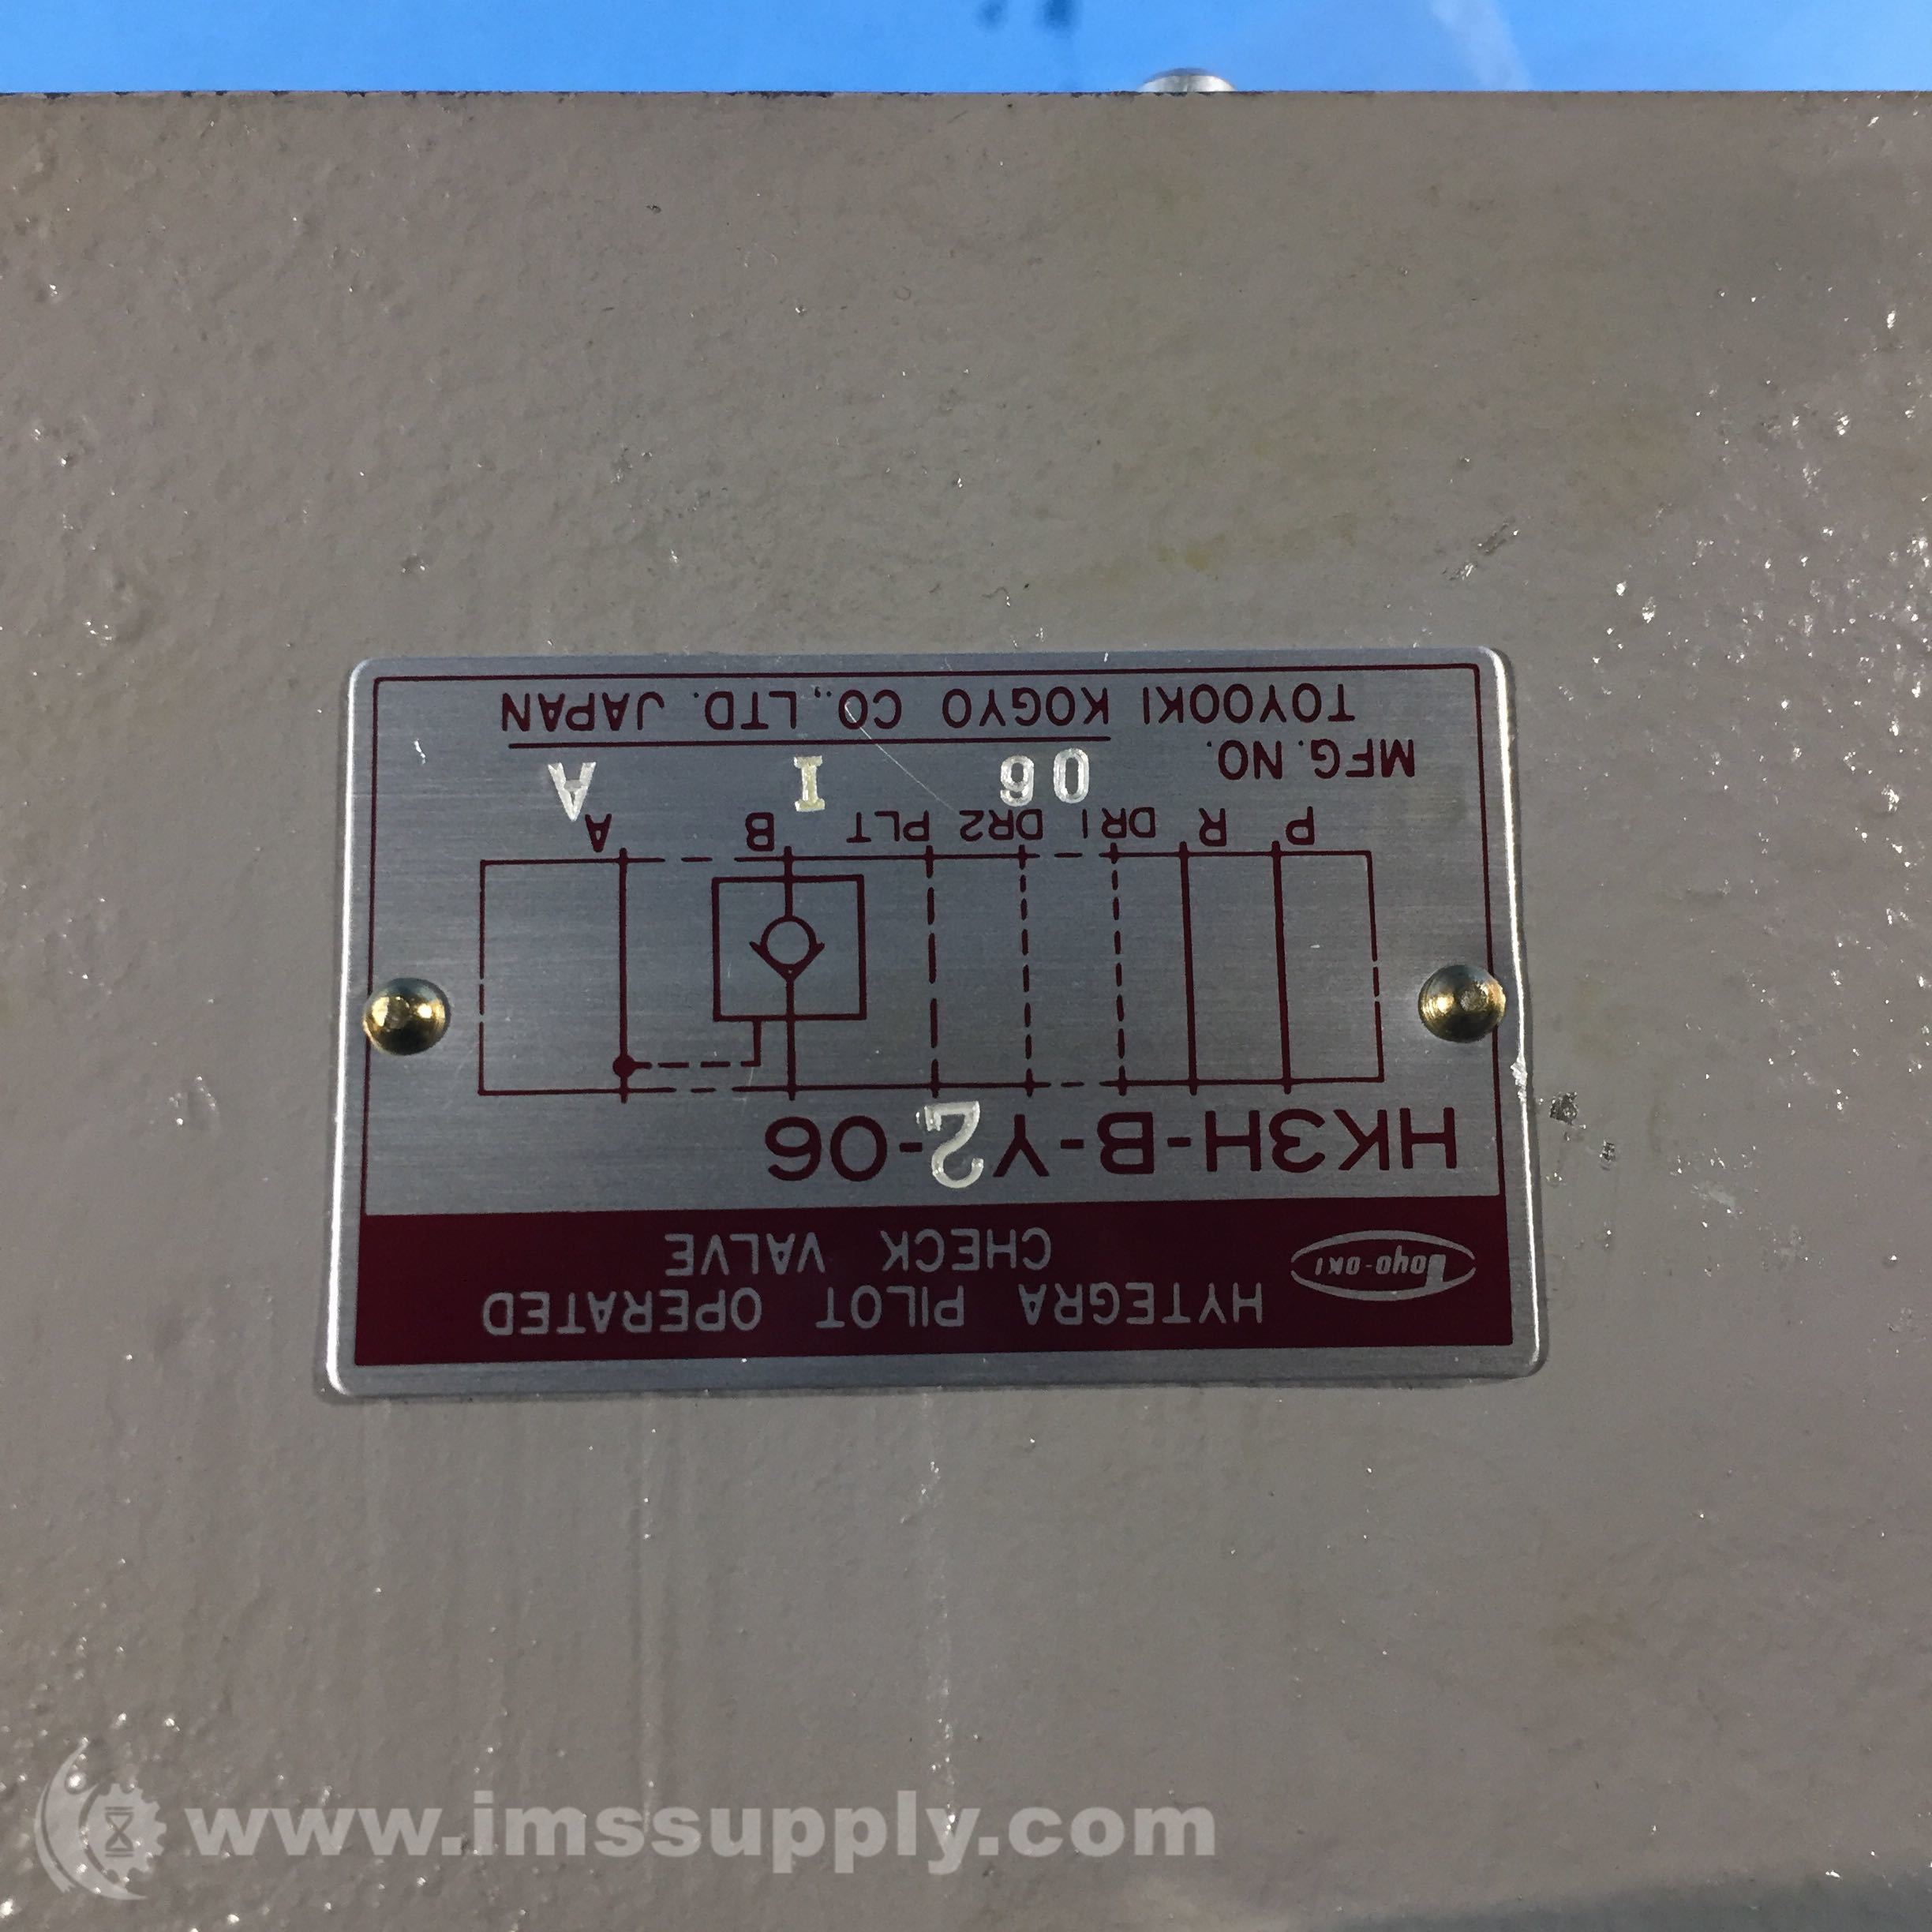 Toyo-oki
HYTEGRA PILOT OPERATED
CHECK VALVE
HK3H-B-Y2-06
P R DR1 DR2 PLT B A
MFG. NO. 06 I A
TOYOOKI KOGYO CO.,LTD. JAPAN
www.imssupply.com